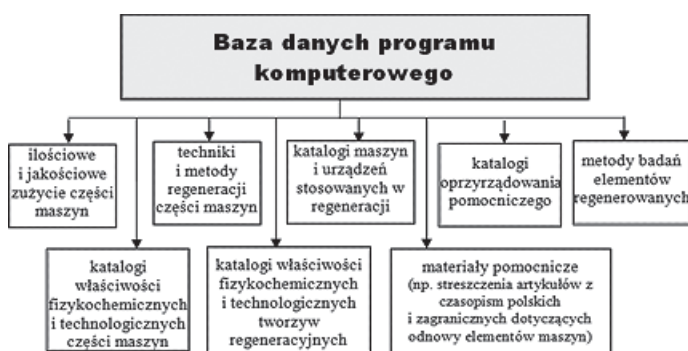 Baza danych programu
komputerowego
ilościowe
i jakościowe
zużycie części
maszyn
techniki
i metody
regeneracji
części maszyn
katalogi maszyn
i urządzeń
stosowanych w
regeneracji
katalogi
oprzyrządowania
pomocniczego
metody badań
elementów
regenerowanych
katalogi
właściwości
fizykochemicznych
i technologicznych
części maszyn
katalogi właściwości
fizykochemicznych
i technologicznych
tworzyw
regeneracyjnych
materiały pomocnicze
(np. streszczenia artykułów z
czasopism polskich
i zagranicznych dotyczących
odnowy elementów maszyn)